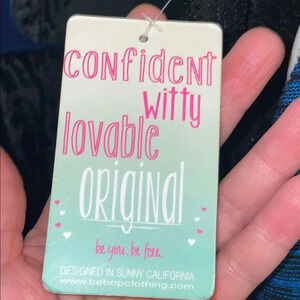 confident
witty
lovable
original
be you. be free.
DESIGNED IN SUNNY CALIFORNIA
www.bebopclothing.com